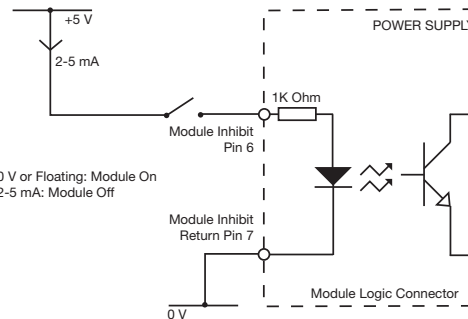 +5 V
POWER SUPPLY
2-5 mA
1K Ohm
Module Inhibit
Pin 6
0 V or Floating: Module On
2-5 mA: Module Off
Module Inhibit
Return Pin 7
Module Logic Connector
0 V